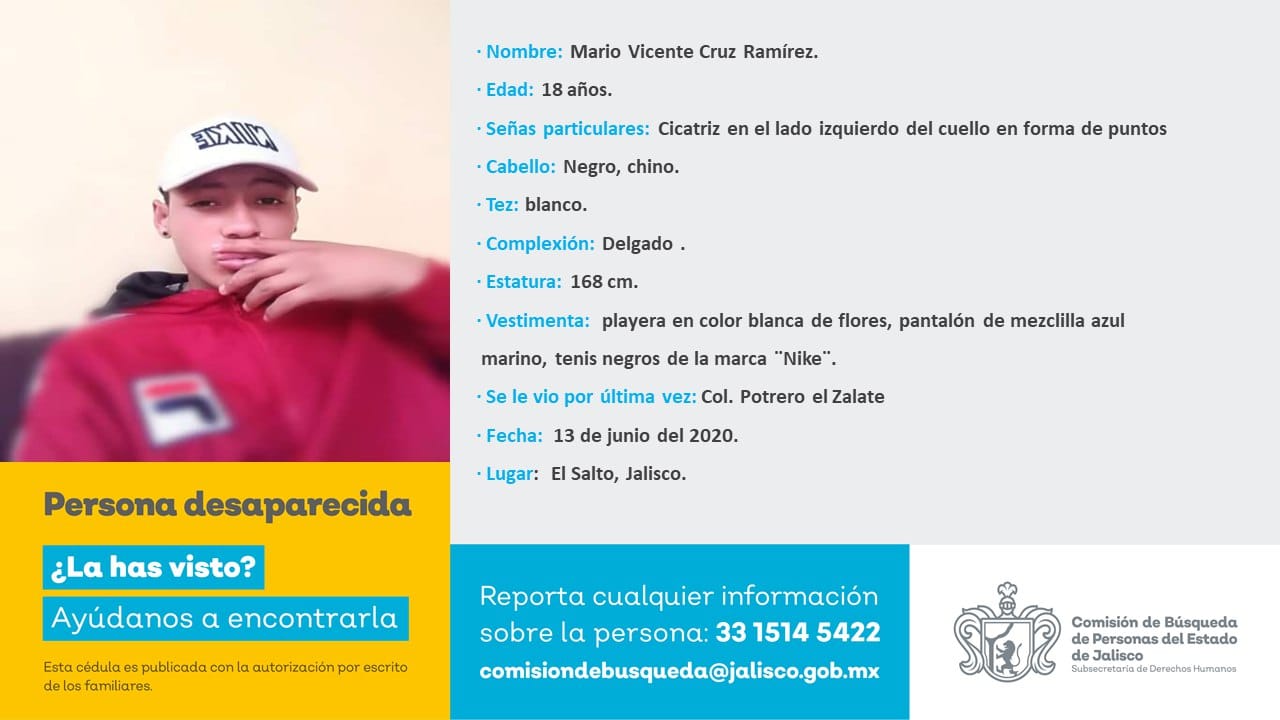 NIKE
· Nombre: Mario Vicente Cruz Ramírez.
· Edad: 18 años.
· Señas particulares: Cicatriz en el lado izquierdo del cuello en forma de puntos
· Cabello: Negro, chino.
· Tez: blanco.
· Complexión: Delgado .
· Estatura: 168 cm.
· Vestimenta: playera en color blanca de flores, pantalón de mezclilla azul
marino, tenis negros de la marca ¨Nike¨.
· Se le vio por última vez: Col. Potrero el Zalate
· Fecha: 13 de junio del 2020.
· Lugar: El Salto, Jalisco.
Persona desaparecida
¿La has visto?
Ayúdanos a encontrarla
Esta cédula es publicada con la autorización por escrito
de los familiares.
Reporta cualquier información
sobre la persona: 33 1514 5422
comisiondebusqueda@jalisco.gob.mx
Comisión de Búsqueda
de Personas del Estado
de Jalisco
Subsecretaría de Derechos Humanos